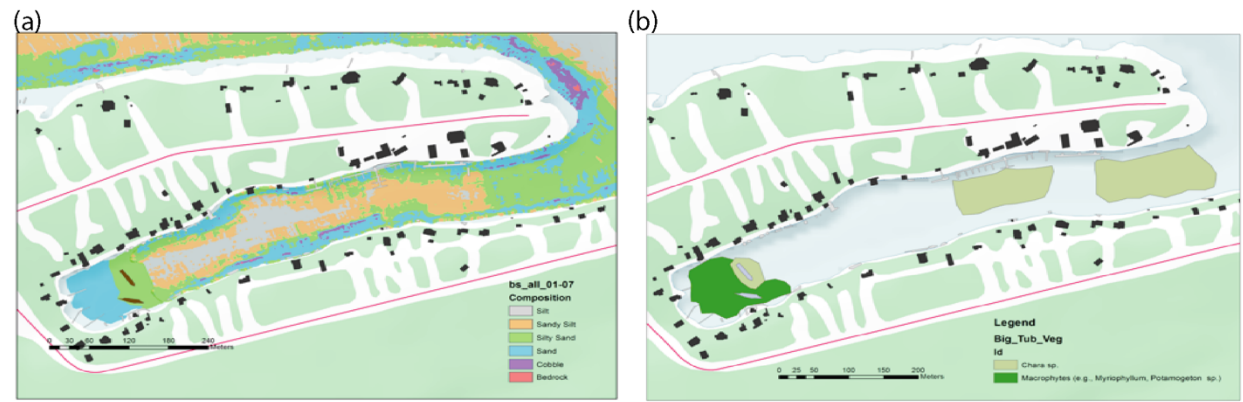 (a)
(b)
bs_all_01-07
Composition
Silt
Sandy Silt
Silty Sand
Sand
Cobble
Bedrock
0 30 60 120 180 240
Meters
Legend
Big_Tub_Veg
Id
Chara sp.
Macrophytes (e.g., Myriophyllum, Potamogeton sp.)
0 25 50 100 150 200
Meters